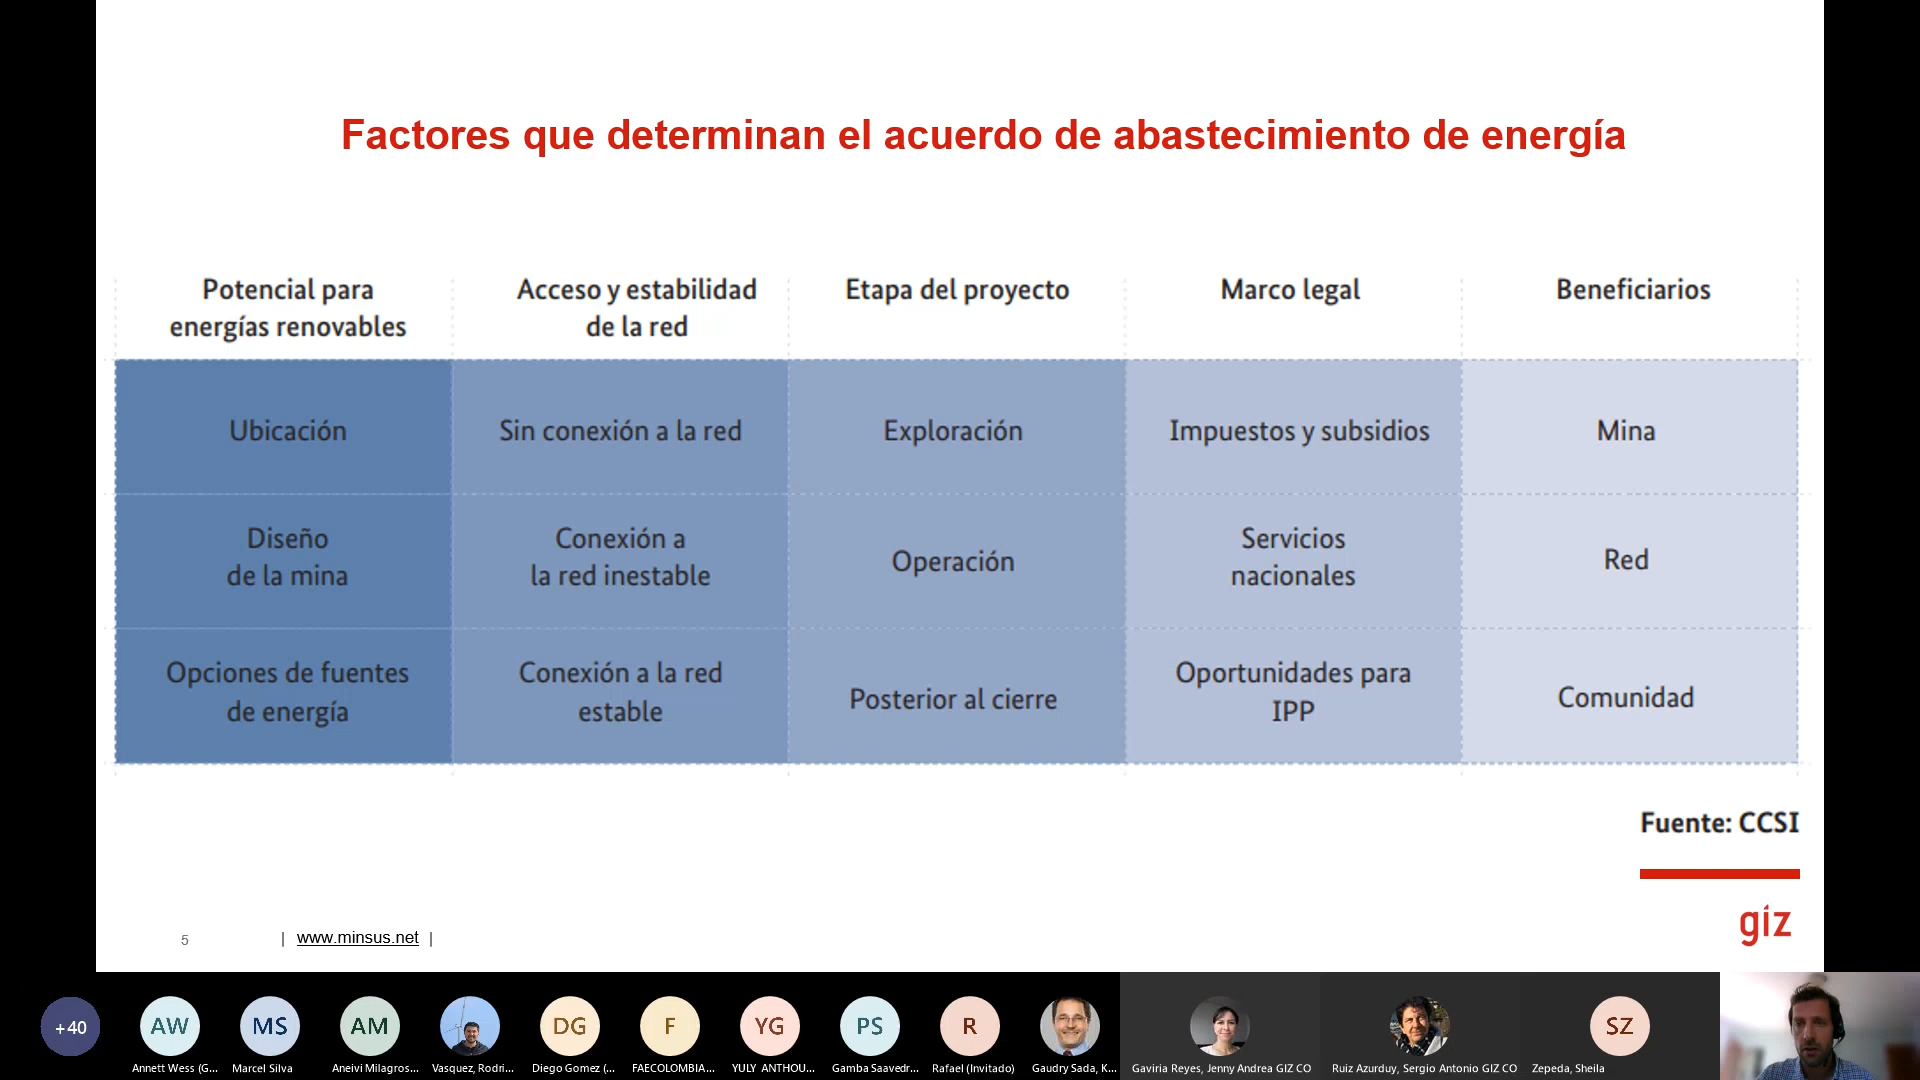 Factores que determinan el acuerdo de abastecimiento de energía
Potencial para
energías renovables
Acceso y estabilidad
de la red
Etapa del proyecto
Marco legal
Beneficiarios
Ubicación
Sin conexión a la red
Exploración
Impuestos y subsidios
Mina
Diseño
de la mina
Conexión a
la red inestable
Operación
Servicios
nacionales
Red
Opciones de fuentes
de energía
Conexión a la red
estable
Posterior al cierre
Oportunidades para
IPP
Comunidad
Fuente: CCSI
giz
5
| www.minsus.net |
+40
AW
MS
AM
DG
F
YG
PS
R
SZ
Annett Wess (G...
Marcel Silva
Aneivi Milagros...
Vasquez, Rodri...
Diego Gomez (...
FAECOLOMBIA...
YULY ANTHOU...
Gamba Saavedr...
Rafael (Invitado)
Gaudry Sada, K...
Gaviria Reyes, Jenny Andrea GIZ CO
Ruiz Azurduy, Sergio Antonio GIZ CO
Zepeda, Sheila